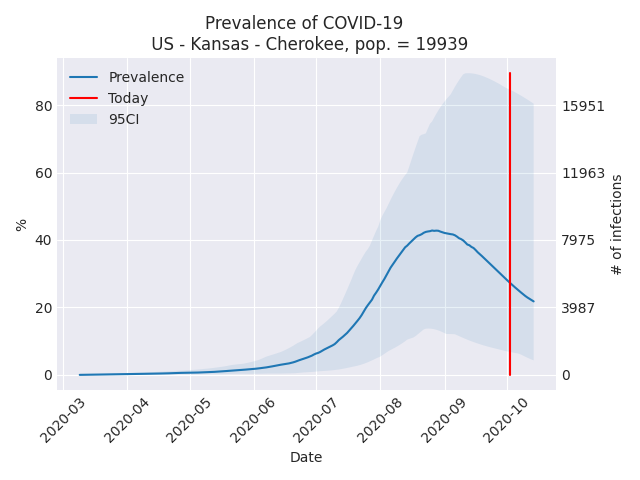 Prevalence of COVID-19
US - Kansas - Cherokee, pop. = 19939
Prevalence
Today
95CI
80
60
40
20
0
%
15951
11963
7975
3987
0
# of infections
2020-03
2020-04
2020-05
2020-06
2020-07
2020-08
2020-09
2020-10
Date